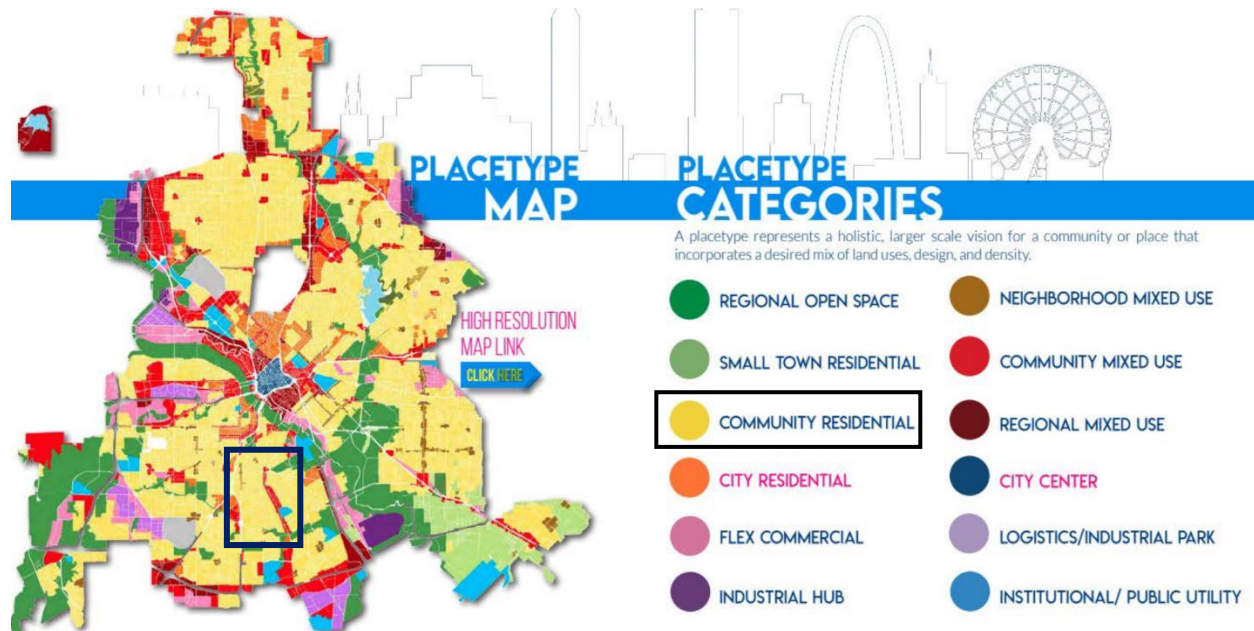 PLACETYPE
MAP
HIGH RESOLUTION
MAP LINK
CLICK HERE
PLACETYPE
CATEGORIES
A placetype represents a holistic, larger scale vision for a community or place that
incorporates a desired mix of land uses, design, and density.
REGIONAL OPEN SPACE
SMALL TOWN RESIDENTIAL
COMMUNITY RESIDENTIAL
CITY RESIDENTIAL
FLEX COMMERCIAL
INDUSTRIAL HUB
NEIGHBORHOOD MIXED USE
COMMUNITY MIXED USE
REGIONAL MIXED USE
CITY CENTER
LOGISTICS/INDUSTRIAL PARK
INSTITUTIONAL/ PUBLIC UTILITY